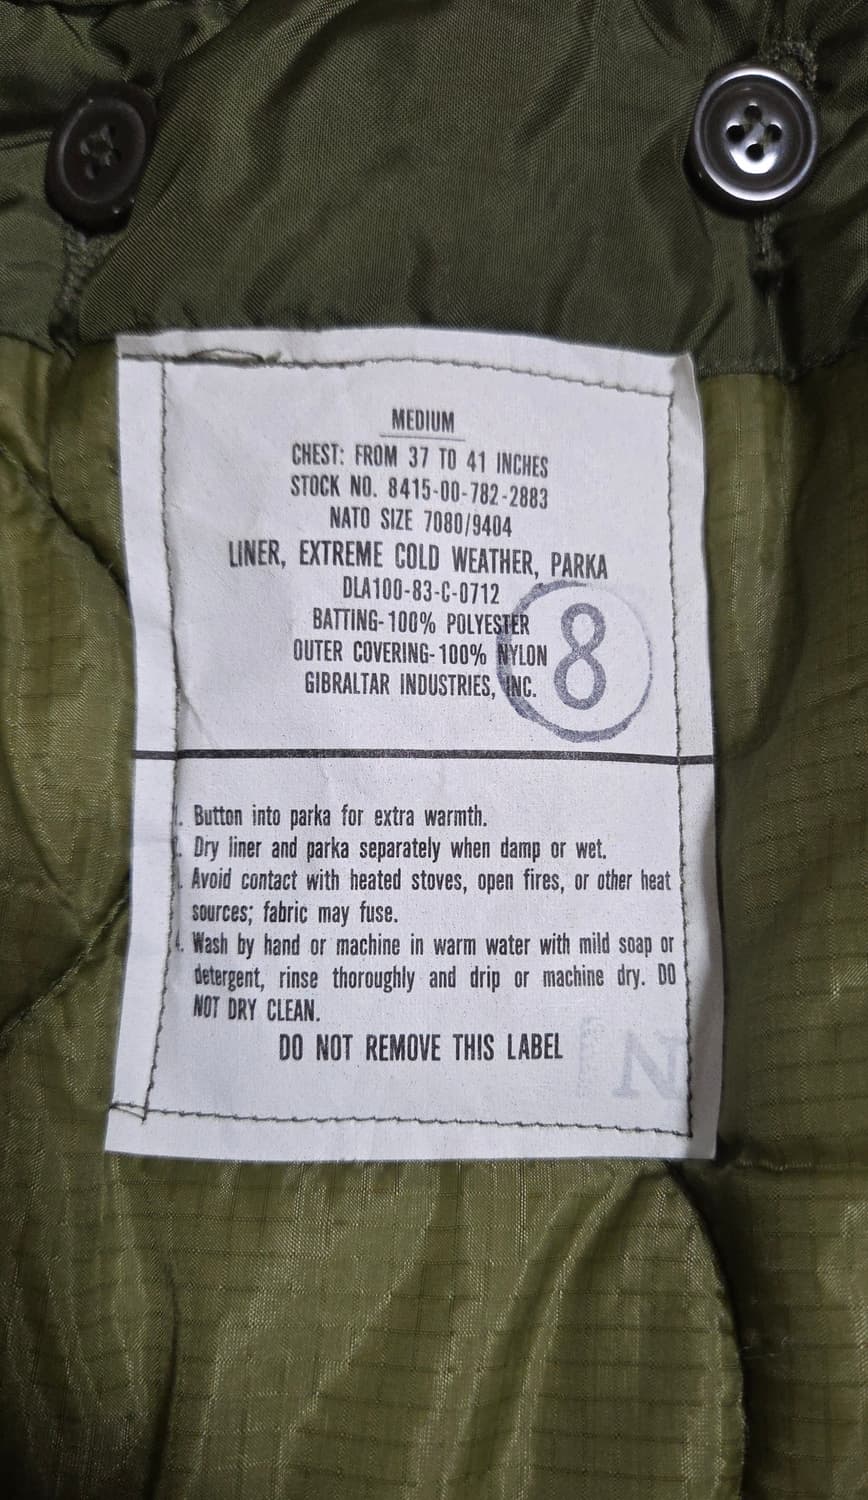 MEDIUM
CHEST: FROM 37 TO 41 INCHES
STOCK NO. 8415-00-782-2883
NATO SIZE 7080/9404
LINER, EXTREME COLD WEATHER, PARKA
DLA100-83-C-0712
BATTING-100% POLYESTER
OUTER COVERING-100% NYLON
GIBRALTAR INDUSTRIES, INC.
8
. Button into parka for extra warmth.
. Dry liner and parka separately when damp or wet.
. Avoid contact with heated stoves, open fires, or other heat
sources; fabric may fuse.
4. Wash by hand or machine in warm water with mild soap or
detergent, rinse thoroughly and drip or machine dry. DO
NOT DRY CLEAN.
DO NOT REMOVE THIS LABEL